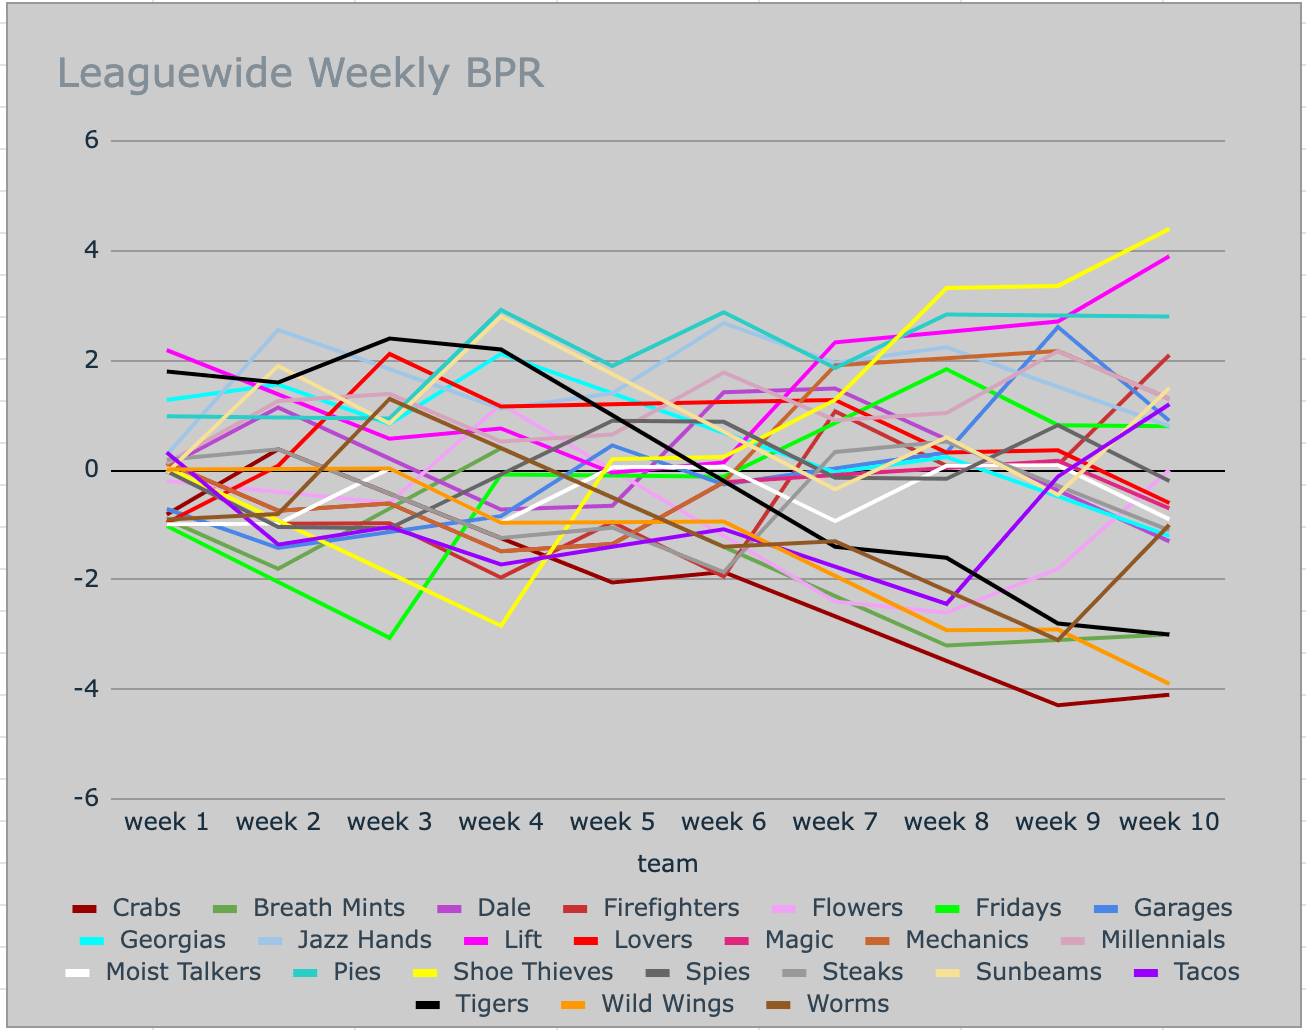 Leaguewide Weekly BPR
6
4
2
0
-2
-4
-6
week 1 week 2 week 3 week 4 week 5 week 6 week 7 week 8 week 9 week 10
team
Crabs Breath Mints Dale Firefighters Flowers Fridays Garages
Georgias Jazz Hands Lift Lovers Magic Mechanics Millennials
Moist Talkers Pies Shoe Thieves Spies Steaks Sunbeams Tacos
Tigers Wild Wings Worms